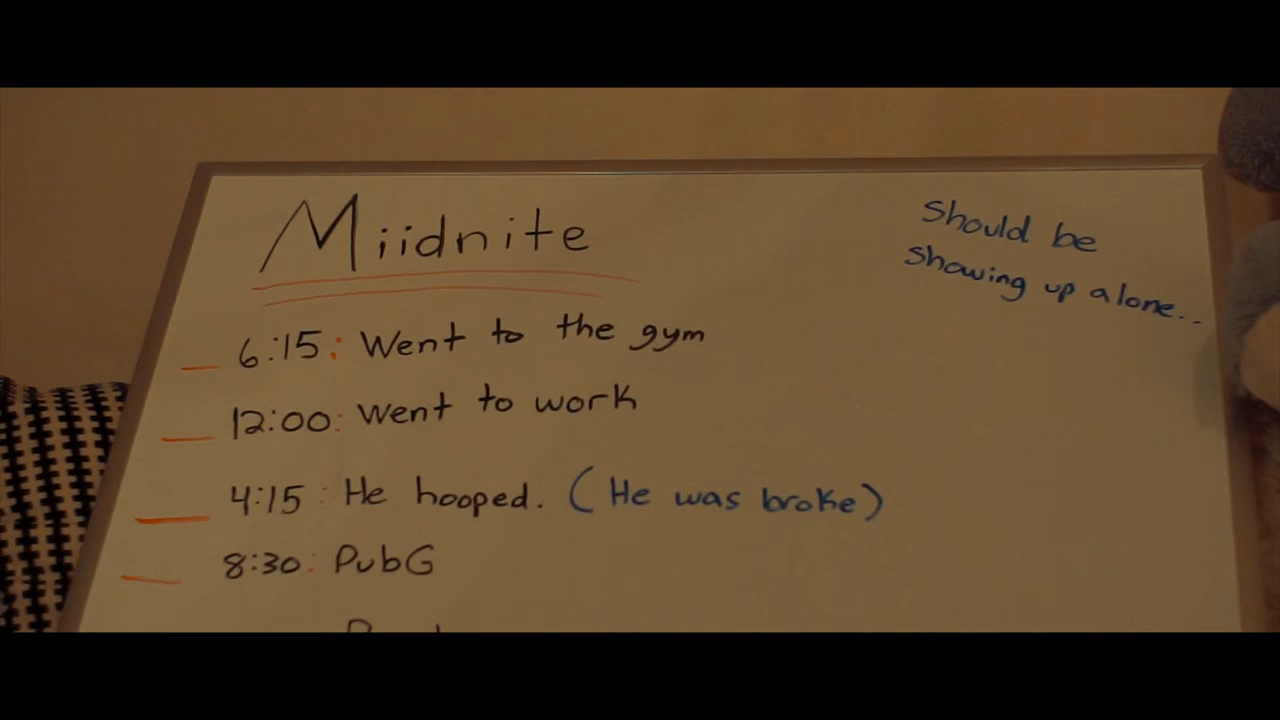 Miidnite
Should be
showing up alone..
6:15: Went to the gym
12:00: Went to work
4:15: He hooped. (He was broke)
8:30: PubG